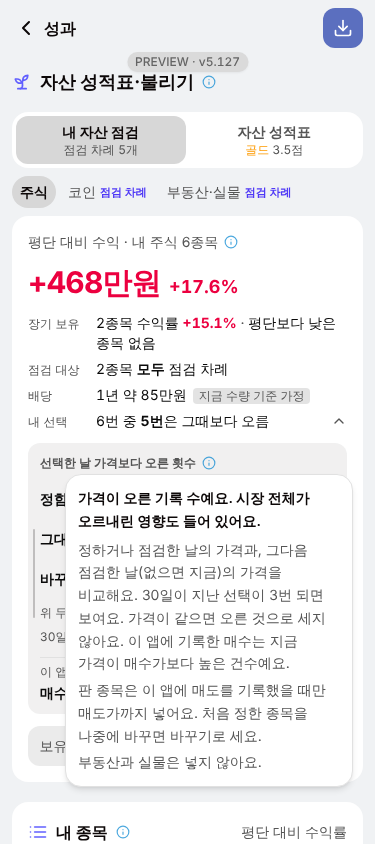 성과
PREVIEW · v5.127
자산 성적표·불리기
내 자산 점검
점검 차례 5개
자산 성적표
골드 3.5점
주식
코인 점검 차례
부동산·실물 점검 차례
평단 대비 수익 · 내 주식 6종목
+468만원 +17.6%
장기 보유 2종목 수익률 +15.1% · 평단보다 낮은
종목 없음
점검 대상 2종목 모두 점검 차례
배당 1년 약 85만원 지금 수량 기준 가정
내 선택 6번 중 5번은 그때보다 오름
선택한 날 가격보다 오른 횟수
정함
그대
바꾸
위 두
30일
이 앱
매수
보유
가격이 오른 기록 수예요. 시장 전체가
오르내린 영향도 들어 있어요.
정하거나 점검한 날의 가격과, 그다음
점검한 날(없으면 지금)의 가격을
비교해요. 30일이 지난 선택이 3번 되면
보여요. 가격이 같으면 오른 것으로 세지
않아요. 이 앱에 기록한 매수는 지금
가격이 매수가보다 높은 건수예요.
판 종목은 이 앱에 매도를 기록했을 때만
매도가까지 넣어요. 처음 정한 종목을
나중에 바꾸면 바꾸기로 세요.
부동산과 실물은 넣지 않아요.
내 종목
평단 대비 수익률